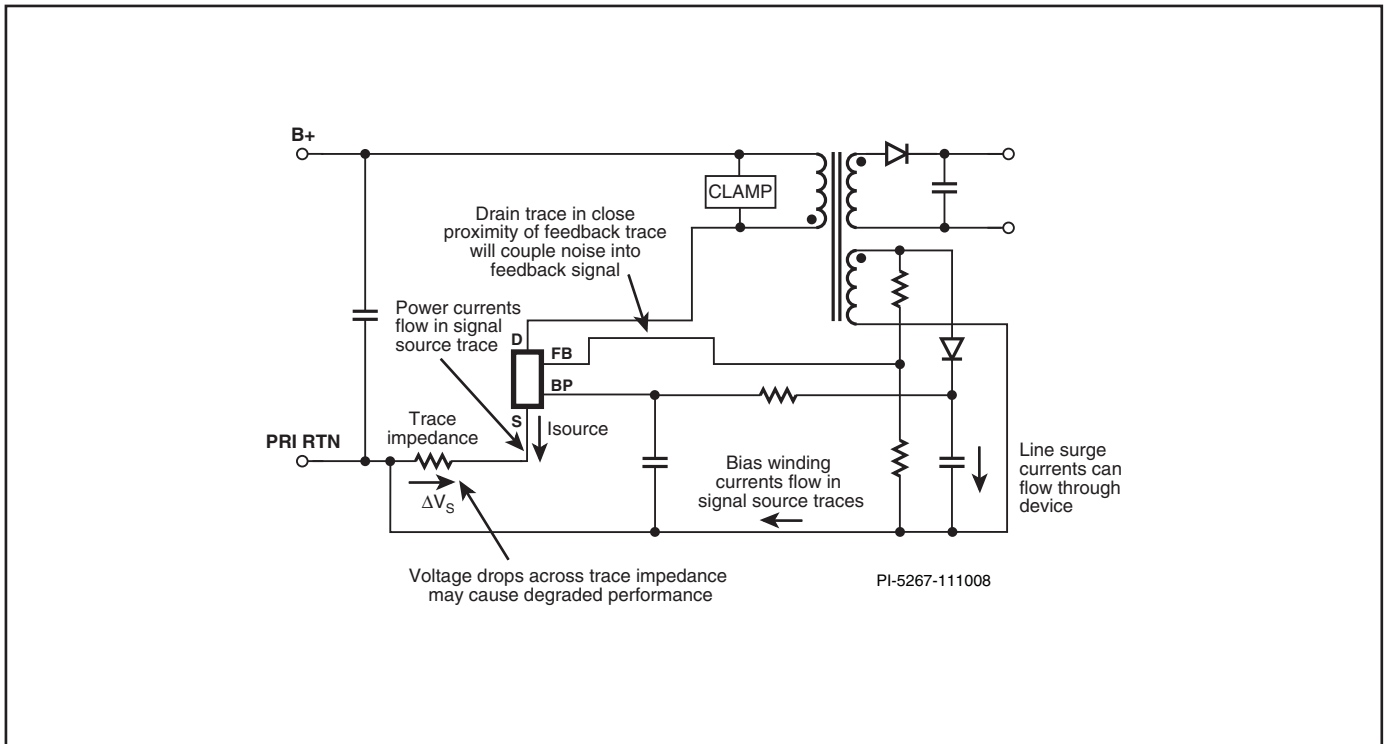 B+
CLAMP
Drain trace in close
proximity of feedback trace
will couple noise into
feedback signal
Power currents
flow in signal
source trace
D
FB
BP
S
Isource
Trace
impedance
PRI RTN
ΔVS
Bias winding
currents flow in
signal source traces
Line surge
currents can
flow through
device
Voltage drops across trace impedance
may cause degraded performance
PI-5267-111008